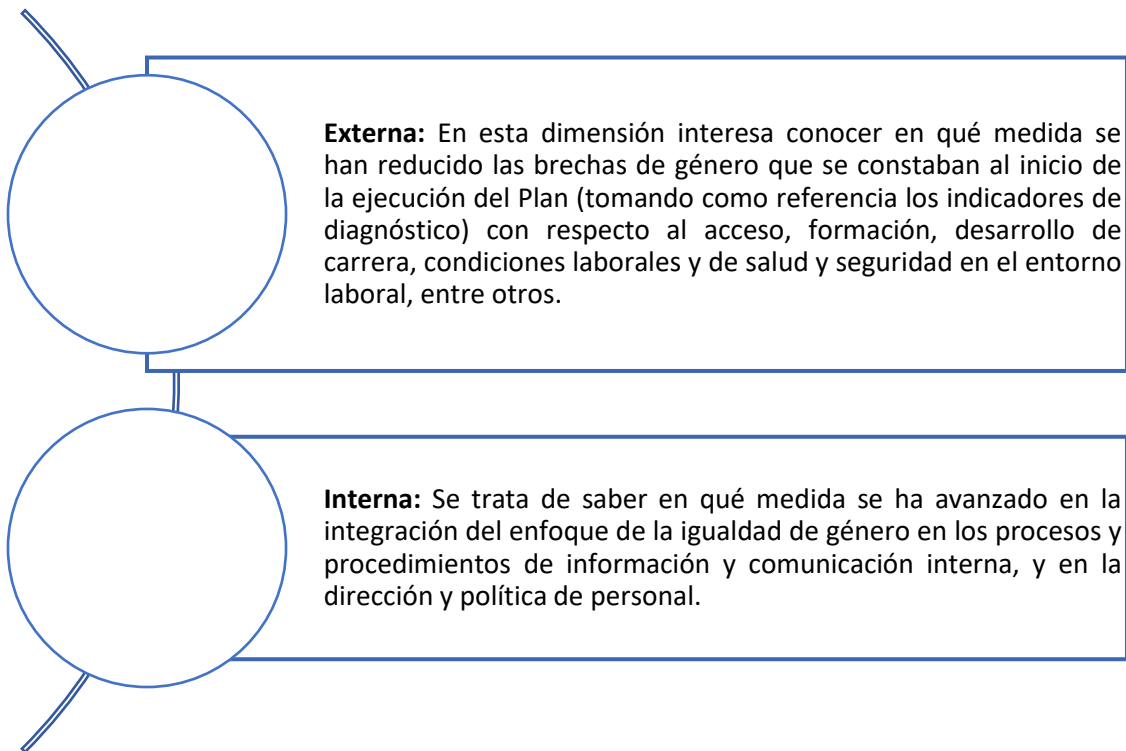 Externa: En esta dimensión interesa conocer en qué medida se
han reducido las brechas de género que se constaban al inicio de
la ejecución del Plan (tomando como referencia los indicadores de
diagnóstico) con respecto al acceso, formación, desarrollo de
carrera, condiciones laborales y de salud y seguridad en el entorno
laboral, entre otros.
Interna: Se trata de saber en qué medida se ha avanzado en la
integración del enfoque de la igualdad de género en los procesos y
procedimientos de información y comunicación interna, y en la
dirección y política de personal.